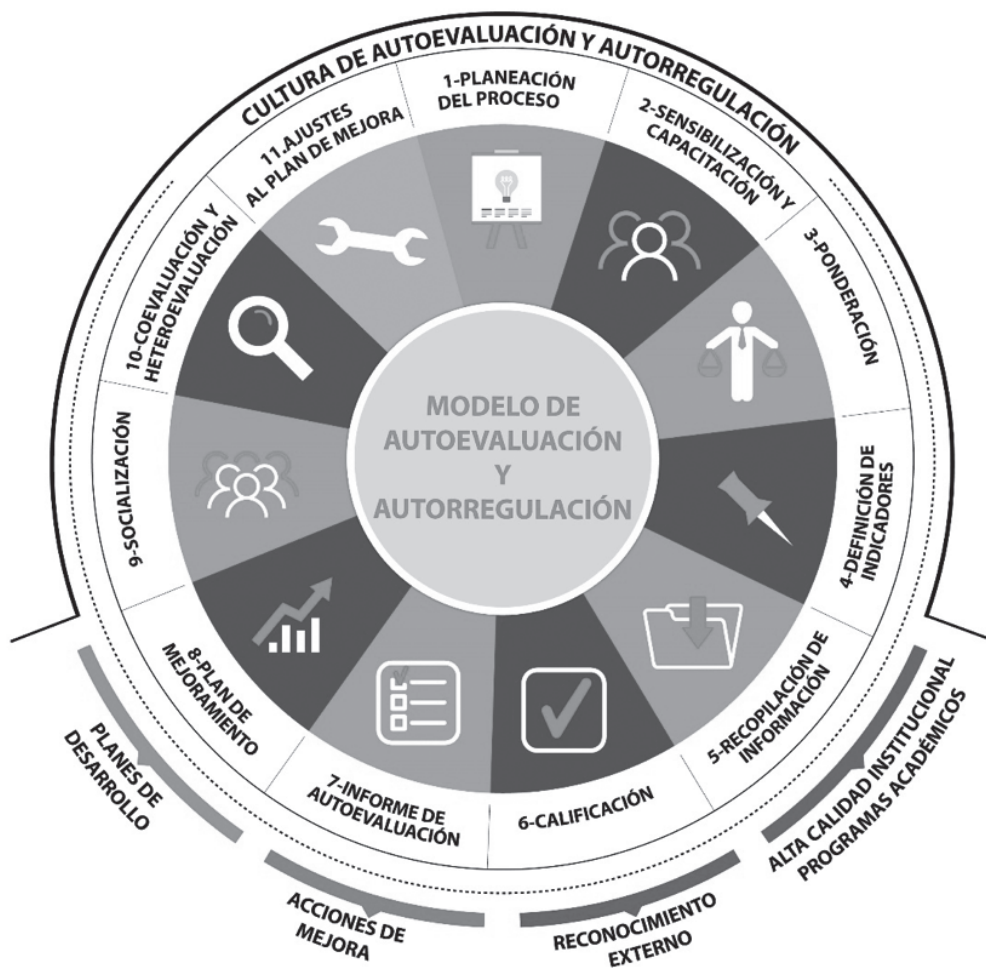 CULTURA DE AUTOEVALUACIÓN Y AUTORREGULACIÓN
1-PLANEACIÓN
DEL PROCESO
2-SENSIBILIZACIÓN Y
CAPACITACIÓN
3-PONDERACIÓN
4-DEFINICIÓN DE
INDICADORES
5-RECOPILACIÓN DE
INFORMACIÓN
6-CALIFICACIÓN
7-INFORME DE
AUTOEVALUACIÓN
8-PLAN DE
MEJORAMIENTO
9-SOCIALIZACIÓN
10-COEVALUACIÓN Y
HETEROEVALUACIÓN
11.AJUSTES
AL PLAN DE MEJORA
MODELO DE
AUTOEVALUACIÓN
Y
AUTORREGULACIÓN
PLANES DE
DESARROLLO
ACCIONES DE
MEJORA
RECONOCIMIENTO
EXTERNO
ALTA CALIDAD INSTITUCIONAL
PROGRAMAS ACADÉMICOS